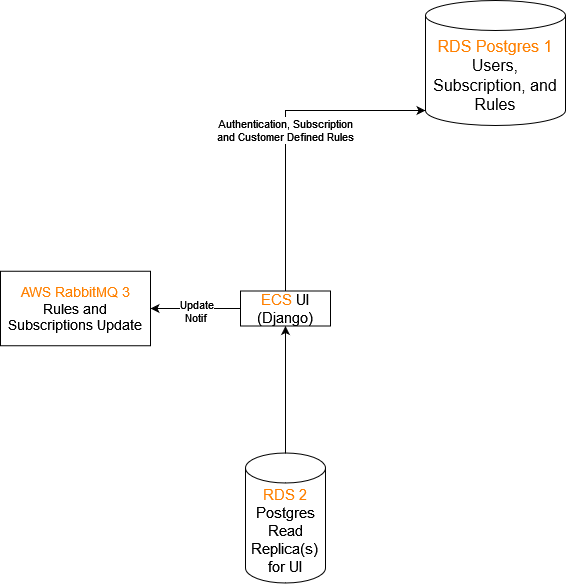 RDS Postgres 1
Users,
Subscription, and
Rules
Authentication, Subscription
and Customer Defined Rules
AWS RabbitMQ 3
Rules and
Subscriptions Update
Update
Notif
ECS UI
(Django)
RDS 2
Postgres
Read
Replica(s)
for UI